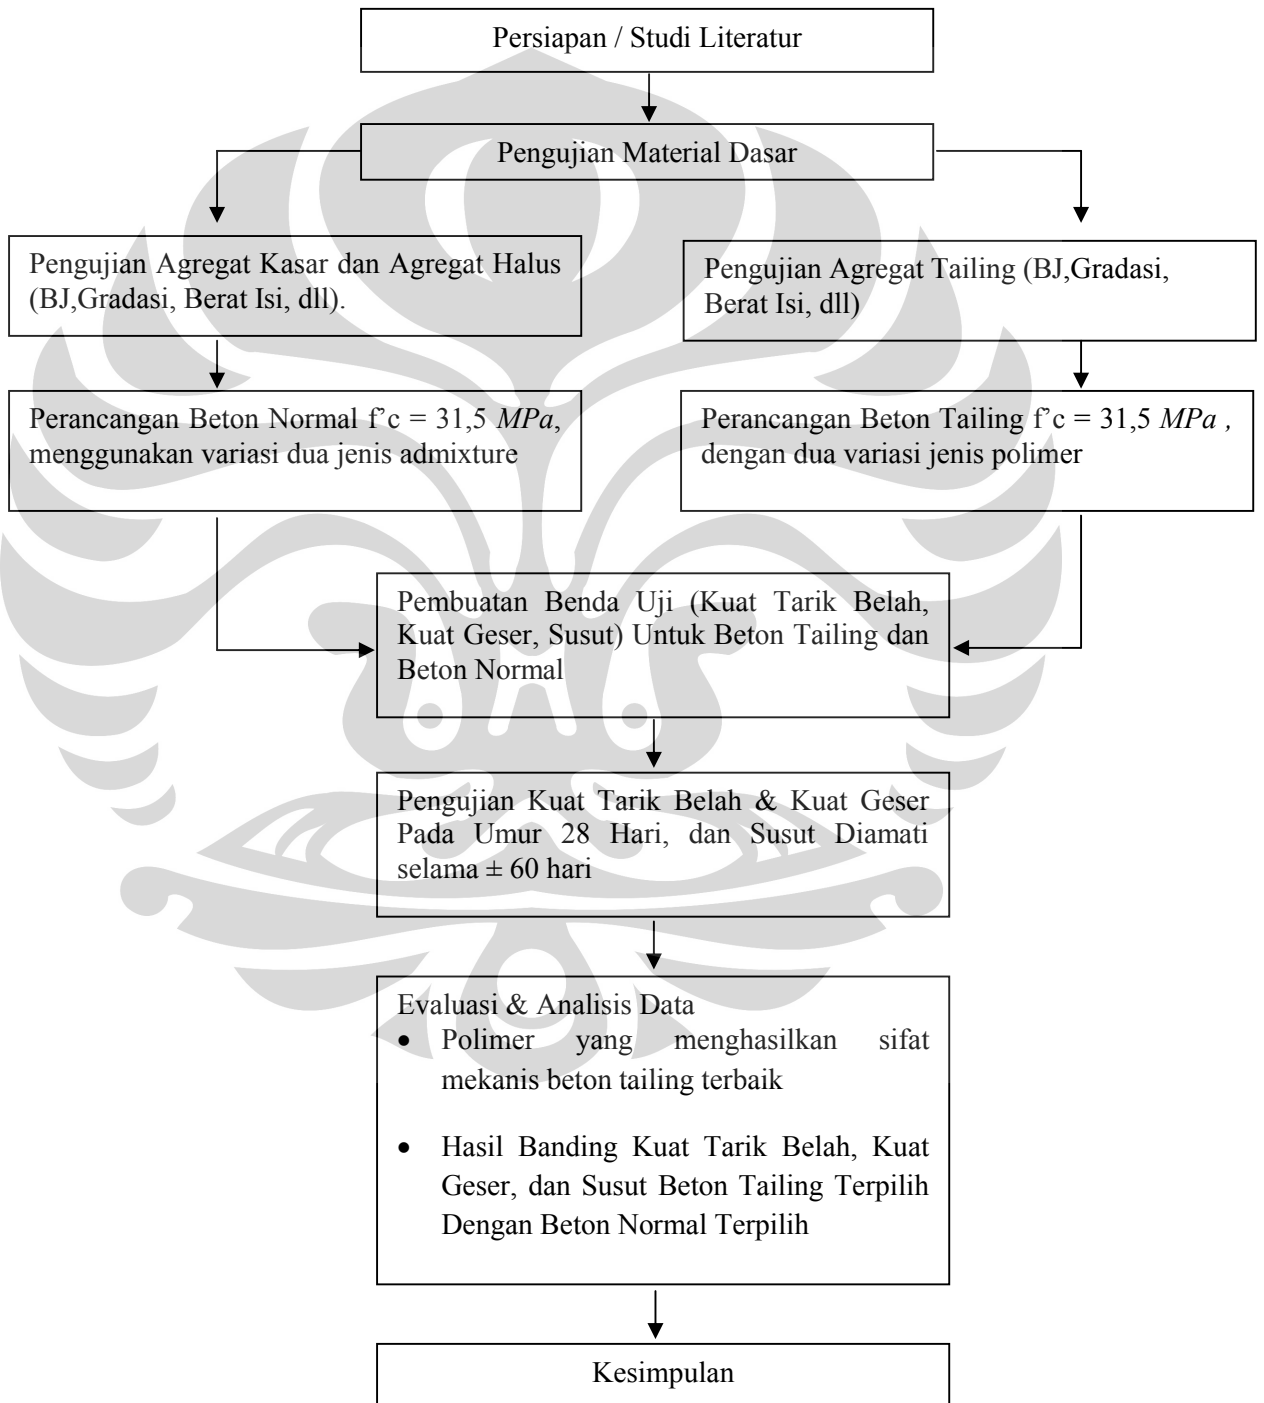 Persiapan / Studi Literatur
Pengujian Material Dasar
Pengujian Agregat Kasar dan Agregat Halus
(BJ,Gradasi, Berat Isi, dll).
Pengujian Agregat Tailing (BJ,Gradasi,
Berat Isi, dll)
Perancangan Beton Normal f’c = 31,5 MPa,
menggunakan variasi dua jenis admixture
Perancangan Beton Tailing f’c = 31,5 MPa ,
dengan dua variasi jenis polimer
Pembuatan Benda Uji (Kuat Tarik Belah,
Kuat Geser, Susut) Untuk Beton Tailing dan
Beton Normal
Pengujian Kuat Tarik Belah & Kuat Geser
Pada Umur 28 Hari, dan Susut Diamati
selama ± 60 hari
Evaluasi & Analisis Data
• Polimer yang menghasilkan sifat
mekanis beton tailing terbaik
• Hasil Banding Kuat Tarik Belah, Kuat
Geser, dan Susut Beton Tailing Terpilih
Dengan Beton Normal Terpilih
Kesimpulan